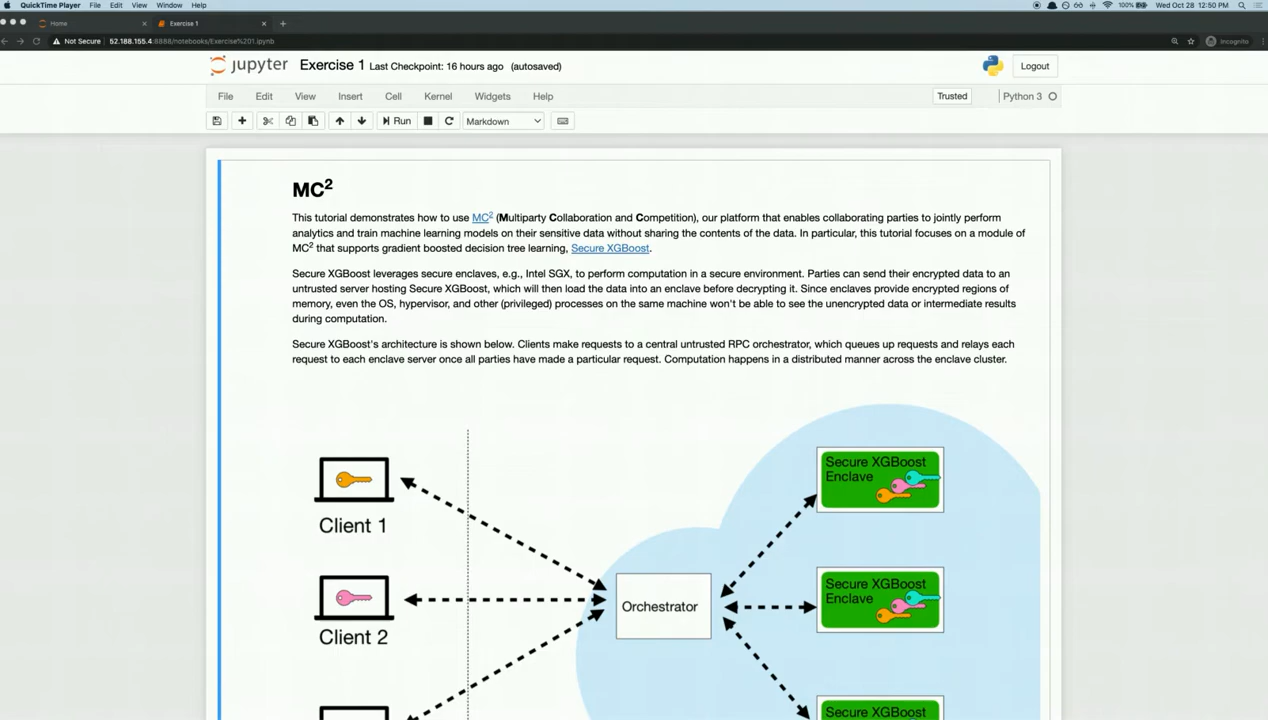 QuickTime Player File Edit View Window Help 100% Wed Oct 28 12:50 PM
Home Exercise 1
Not Secure 52.188.155.4:8888/notebooks/Exercise%201.ipynb Incognito
jupyter Exercise 1 Last Checkpoint: 16 hours ago (autosaved) Logout
File Edit View Insert Cell Kernel Widgets Help Trusted Python 3
Run Markdown
MC²
This tutorial demonstrates how to use MC² (Multiparty Collaboration and Competition), our platform that enables collaborating parties to jointly perform
analytics and train machine learning models on their sensitive data without sharing the contents of the data. In particular, this tutorial focuses on a module of
MC² that supports gradient boosted decision tree learning, Secure XGBoost.
Secure XGBoost leverages secure enclaves, e.g., Intel SGX, to perform computation in a secure environment. Parties can send their encrypted data to an
untrusted server hosting Secure XGBoost, which will then load the data into an enclave before decrypting it. Since enclaves provide encrypted regions of
memory, even the OS, hypervisor, and other (privileged) processes on the same machine won't be able to see the unencrypted data or intermediate results
during computation.
Secure XGBoost's architecture is shown below. Clients make requests to a central untrusted RPC orchestrator, which queues up requests and relays each
request to each enclave server once all parties have made a particular request. Computation happens in a distributed manner across the enclave cluster.
Secure XGBoost
Enclave
Client 1
Secure XGBoost
Enclave
Orchestrator
Client 2
Secure XGBoost